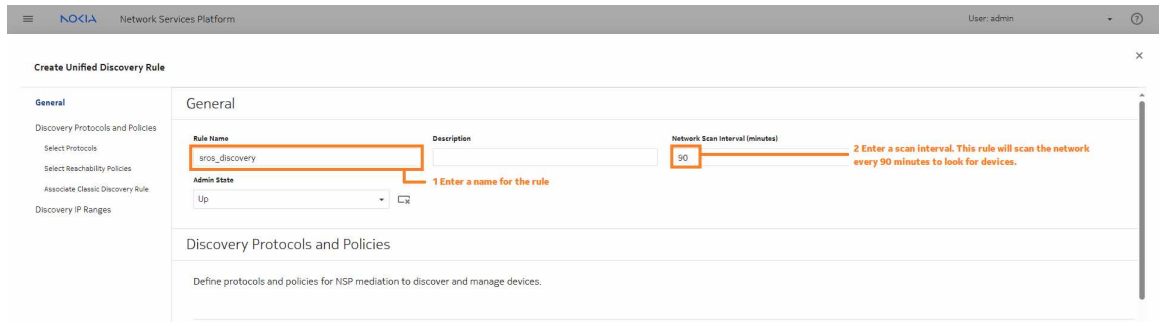 NOKIA Network Services Platform User: admin
Create Unified Discovery Rule
General
Discovery Protocols and Policies
Select Protocols
Select Reachability Policies
Associate Classic Discovery Rule
Discovery IP Ranges
General
Rule Name
sros_discovery
1 Enter a name for the rule
Description
Network Scan Interval (minutes)
90
2 Enter a scan interval. This rule will scan the network
every 90 minutes to look for devices.
Admin State
Up
Discovery Protocols and Policies
Define protocols and policies for NSP mediation to discover and manage devices.